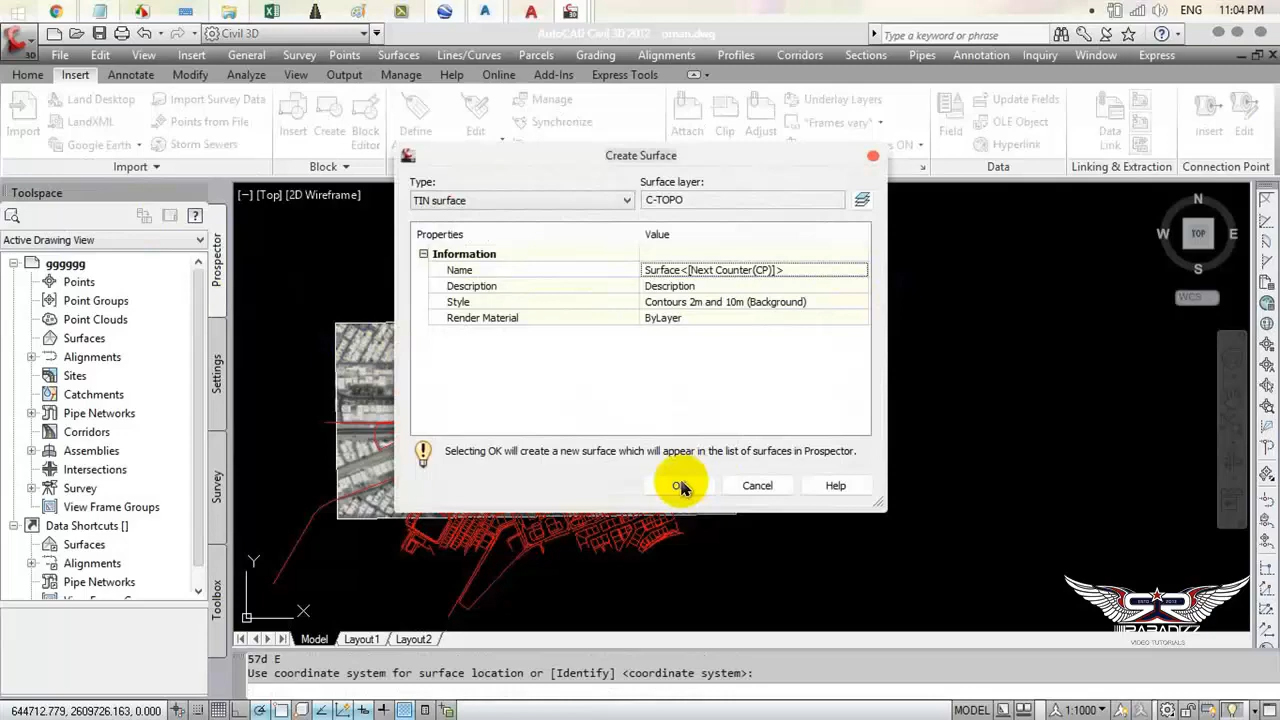 ENG 11:04 PM
Civil 3D
AutoCAD Civil 3D 2012 oman.dwg
Type a keyword or phrase
File Edit View Insert General Survey Points Surfaces Lines/Curves Parcels Grading Alignments Profiles Corridors Sections Pipes Annotation Inquiry Window Express
Home Insert Annotate Modify Analyze View Output Manage Help Online Add-Ins Express Tools
Import
Land Desktop
LandXML
Google Earth
Import Survey Data
Points from File
Storm Sewers
Import
Insert
Create
Block Editor
Block
Define
Edit
Manage
Synchronize
Attach
Clip
Adjust
Underlay Layers
*Frames vary*
ON
Field
Update Fields
OLE Object
Hyperlink
Data
Data Link
Linking & Extraction
Insert
Edit
Connection Point
Toolspace
Active Drawing View
gggggg
Points
Point Groups
Point Clouds
Surfaces
Alignments
Sites
Catchments
Pipe Networks
Corridors
Assemblies
Intersections
Survey
View Frame Groups
Data Shortcuts []
Surfaces
Alignments
Pipe Networks
Prospector
Settings
Survey
Toolbox
[−] [Top] [2D Wireframe]
N
W TOP E
S
WCS
Create Surface
Type:
TIN surface
Surface layer:
C-TOPO
Properties Value
Information
Name Surface<[Next Counter(CP)]>
Description Description
Style Contours 2m and 10m (Background)
Render Material ByLayer
Selecting OK will create a new surface which will appear in the list of surfaces in Prospector.
OK Cancel Help
Y
X
Model Layout1 Layout2
57d E
Use coordinate system for surface location or [Identify] <coordinate system>:
644712.779, 2609726.163, 0.000
MODEL
1:1000
VIDEO TUTORIALS